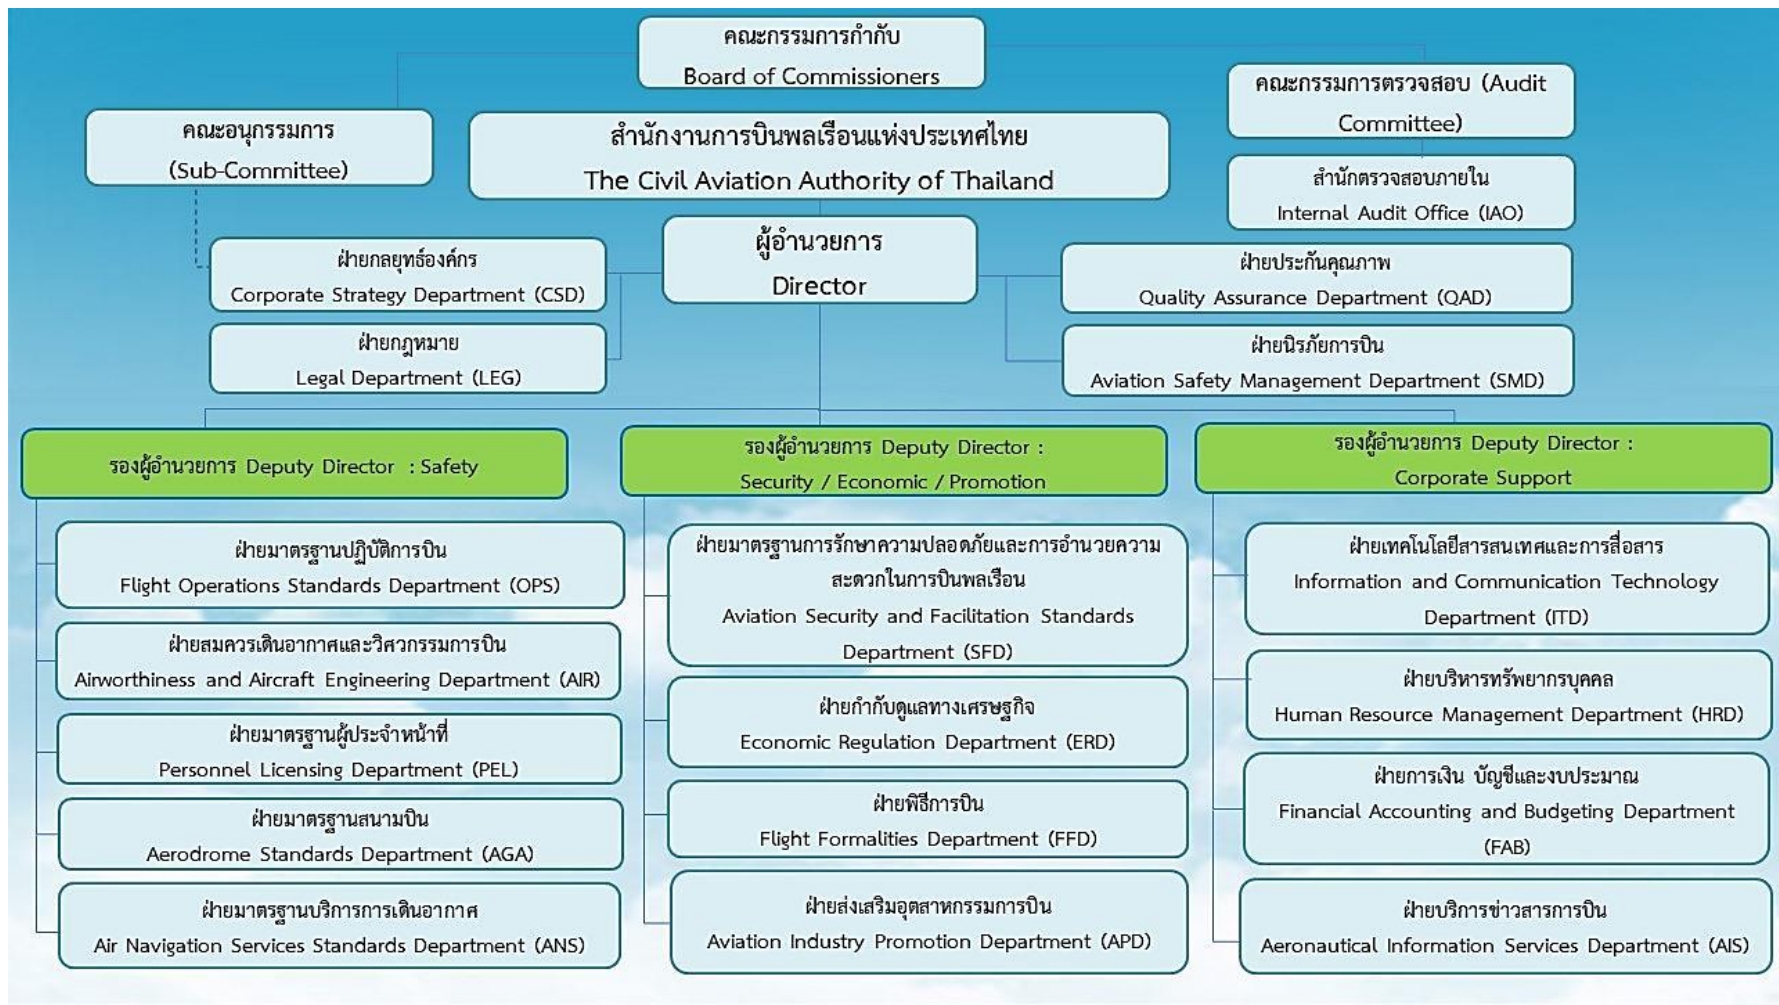 คณะกรรมการกำกับ
Board of Commissioners
คณะกรรมการตรวจสอบ (Audit
Committee)
คณะอนุกรรมการ
(Sub-Committee)
สำนักงานการบินพลเรือนแห่งประเทศไทย
The Civil Aviation Authority of Thailand
สำนักตรวจสอบภายใน
Internal Audit Office (IAO)
ผู้อำนวยการ
Director
ฝ่ายกลยุทธ์องค์กร
Corporate Strategy Department (CSD)
ฝ่ายประกันคุณภาพ
Quality Assurance Department (QAD)
ฝ่ายกฎหมาย
Legal Department (LEG)
ฝ่ายนิรภัยการบิน
Aviation Safety Management Department (SMD)
รองผู้อำนวยการ Deputy Director : Safety
ฝ่ายมาตรฐานปฏิบัติการบิน
Flight Operations Standards Department (OPS)
ฝ่ายสมควรเดินอากาศและวิศวกรรมการบิน
Airworthiness and Aircraft Engineering Department (AIR)
ฝ่ายมาตรฐานผู้ประจำหน้าที่
Personnel Licensing Department (PEL)
ฝ่ายมาตรฐานสนามบิน
Aerodrome Standards Department (AGA)
ฝ่ายมาตรฐานบริการการเดินอากาศ
Air Navigation Services Standards Department (ANS)
รองผู้อำนวยการ Deputy Director :
Security / Economic / Promotion
ฝ่ายมาตรฐานการรักษาความปลอดภัยและการอำนวยความ
สะดวกในการบินพลเรือน
Aviation Security and Facilitation Standards
Department (SFD)
ฝ่ายกำกับดูแลทางเศรษฐกิจ
Economic Regulation Department (ERD)
ฝ่ายพิธีการบิน
Flight Formalities Department (FFD)
ฝ่ายส่งเสริมอุตสาหกรรมการบิน
Aviation Industry Promotion Department (APD)
รองผู้อำนวยการ Deputy Director :
Corporate Support
ฝ่ายเทคโนโลยีสารสนเทศและการสื่อสาร
Information and Communication Technology
Department (ITD)
ฝ่ายบริหารทรัพยากรบุคคล
Human Resource Management Department (HRD)
ฝ่ายการเงิน บัญชีและงบประมาณ
Financial Accounting and Budgeting Department
(FAB)
ฝ่ายบริการข่าวสารการบิน
Aeronautical Information Services Department (AIS)